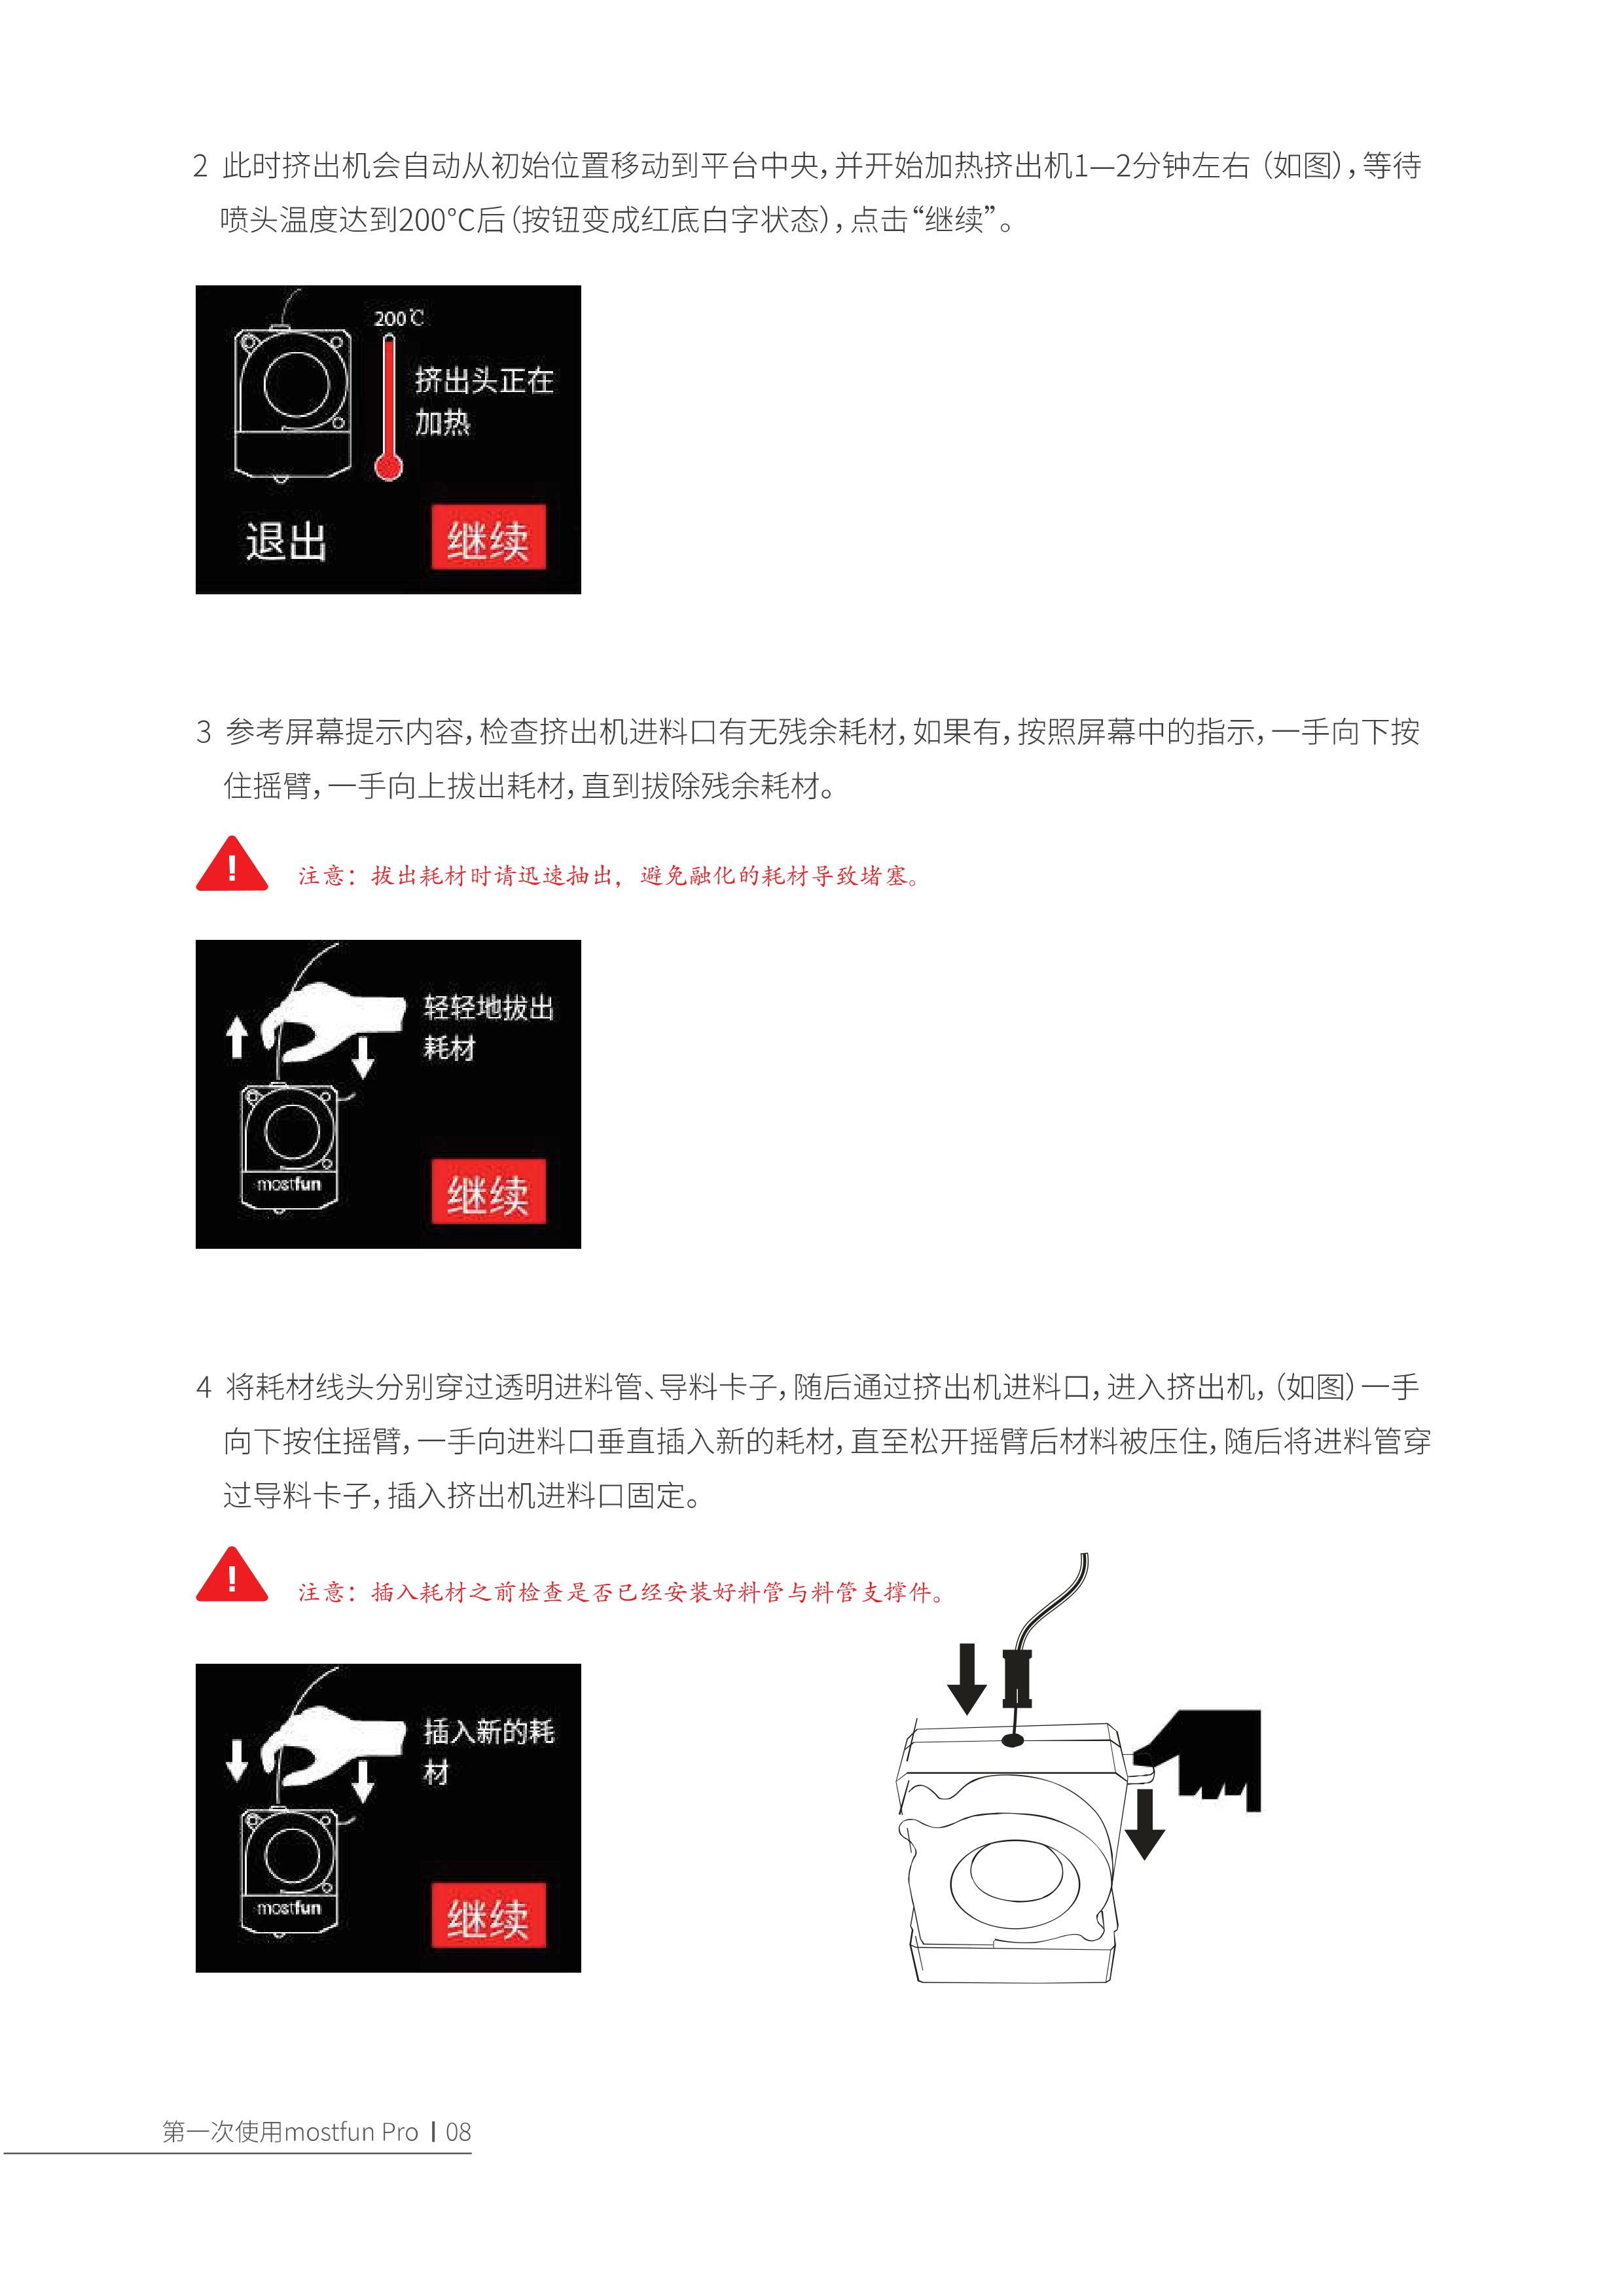 2 此时挤出机会自动从初始位置移动到平台中央，并开始加热挤出机1—2分钟左右（如图），等待
喷头温度达到200℃后（按钮变成红底白字状态），点击“继续”。
200℃
挤出头正在
加热
退出 继续
3 参考屏幕提示内容，检查挤出机进料口有无残余耗材，如果有，按照屏幕中的指示，一手向下按
住摇臂，一手向上拔出耗材，直到拔除残余耗材。
! 注意：拔出耗材时请迅速抽出，避免融化的耗材导致堵塞。
轻轻地拔出
耗材
mostfun
继续
4 将耗材线头分别穿过透明进料管、导料卡子，随后通过挤出机进料口，进入挤出机，（如图）一手
向下按住摇臂，一手向进料口垂直插入新的耗材，直至松开摇臂后材料被压住，随后将进料管穿
过导料卡子，插入挤出机进料口固定。
! 注意：插入耗材之前检查是否已经安装好料管与料管支撑件。
插入新的耗
材
mostfun
继续
第一次使用mostfun Pro | 08